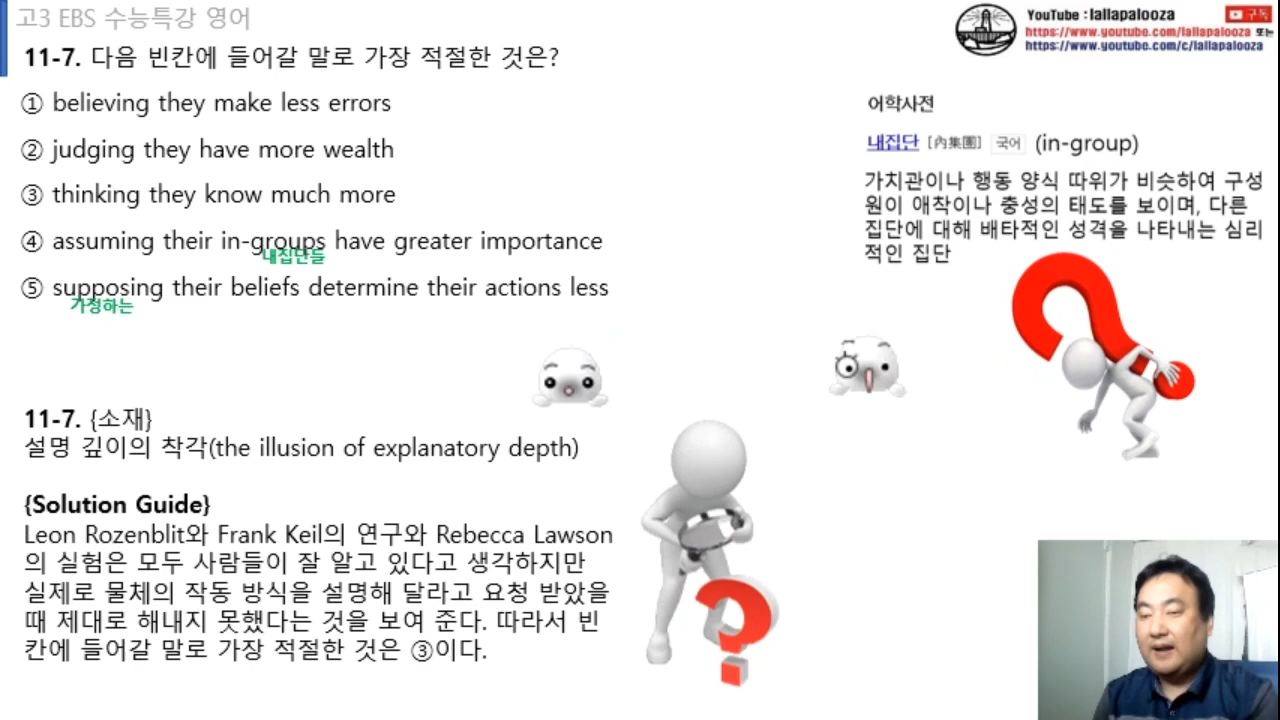 고3 EBS 수능특강 영어
YouTube : lallapalooza
구독
https://www.youtube.com/lallapalooza 또는
https://www.youtube.com/c/lallapalooza
11-7. 다음 빈칸에 들어갈 말로 가장 적절한 것은?
① believing they make less errors
② judging they have more wealth
③ thinking they know much more
④ assuming their in-groups have greater importance
내집단들
⑤ supposing their beliefs determine their actions less
가정하는
어학사전
내집단 [內集團] 국어 (in-group)
가치관이나 행동 양식 따위가 비슷하여 구성
원이 애착이나 충성의 태도를 보이며, 다른
집단에 대해 배타적인 성격을 나타내는 심리
적인 집단
11-7. {소재}
설명 깊이의 착각(the illusion of explanatory depth)
{Solution Guide}
Leon Rozenblit와 Frank Keil의 연구와 Rebecca Lawson
의 실험은 모두 사람들이 잘 알고 있다고 생각하지만
실제로 물체의 작동 방식을 설명해 달라고 요청 받았을
때 제대로 해내지 못했다는 것을 보여 준다. 따라서 빈
칸에 들어갈 말로 가장 적절한 것은 ③이다.